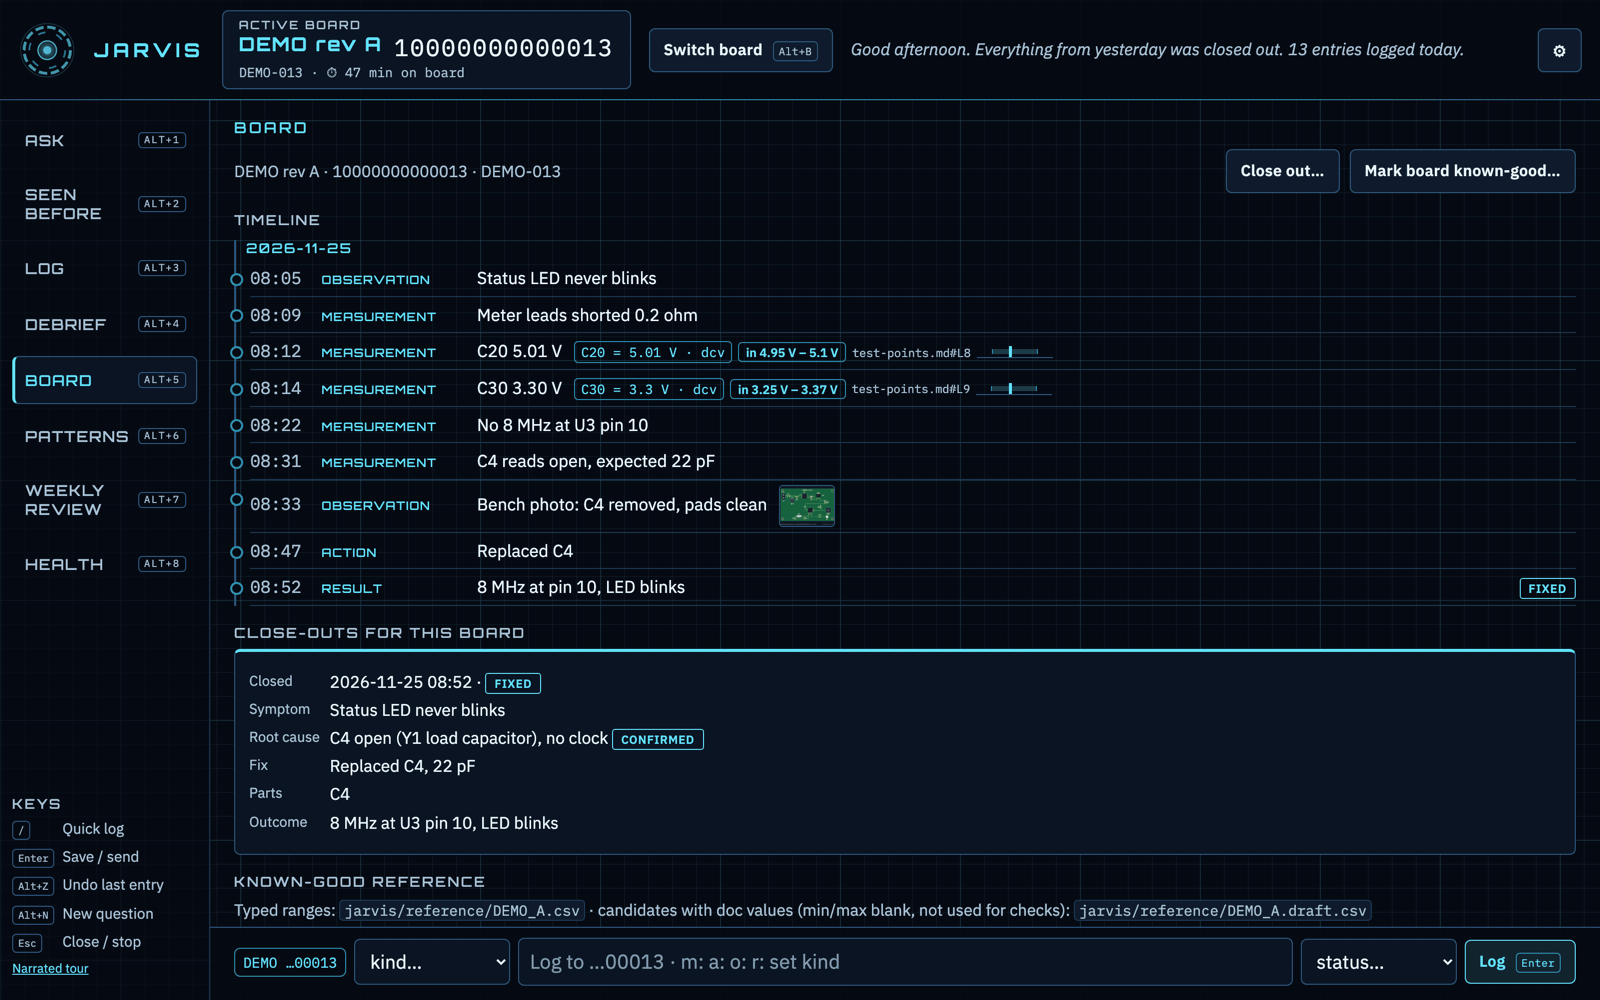 JARVIS
ACTIVE BOARD
DEMO rev A 10000000000013
DEMO-013 · ⏱ 47 min on board
Switch board Alt+B
Good afternoon. Everything from yesterday was closed out. 13 entries logged today.
ASK ALT+1
SEEN BEFORE ALT+2
LOG ALT+3
DEBRIEF ALT+4
BOARD ALT+5
PATTERNS ALT+6
WEEKLY REVIEW ALT+7
HEALTH ALT+8
KEYS
/ Quick log
Enter Save / send
Alt+Z Undo last entry
Alt+N New question
Esc Close / stop
Narrated tour
BOARD
DEMO rev A · 10000000000013 · DEMO-013
Close out...
Mark board known-good...
TIMELINE
2026-11-25
08:05 OBSERVATION Status LED never blinks
08:09 MEASUREMENT Meter leads shorted 0.2 ohm
08:12 MEASUREMENT C20 5.01 V C20 = 5.01 V · dcv in 4.95 V – 5.1 V test-points.md#L8
08:14 MEASUREMENT C30 3.30 V C30 = 3.3 V · dcv in 3.25 V – 3.37 V test-points.md#L9
08:22 MEASUREMENT No 8 MHz at U3 pin 10
08:31 MEASUREMENT C4 reads open, expected 22 pF
08:33 OBSERVATION Bench photo: C4 removed, pads clean
08:47 ACTION Replaced C4
08:52 RESULT 8 MHz at pin 10, LED blinks FIXED
CLOSE-OUTS FOR THIS BOARD
Closed 2026-11-25 08:52 · FIXED
Symptom Status LED never blinks
Root cause C4 open (Y1 load capacitor), no clock CONFIRMED
Fix Replaced C4, 22 pF
Parts C4
Outcome 8 MHz at U3 pin 10, LED blinks
KNOWN-GOOD REFERENCE
Typed ranges: jarvis/reference/DEMO_A.csv · candidates with doc values (min/max blank, not used for checks): jarvis/reference/DEMO_A.draft.csv
DEMO …00013
kind...
Log to …00013 · m: a: o: r: set kind
status...
Log Enter